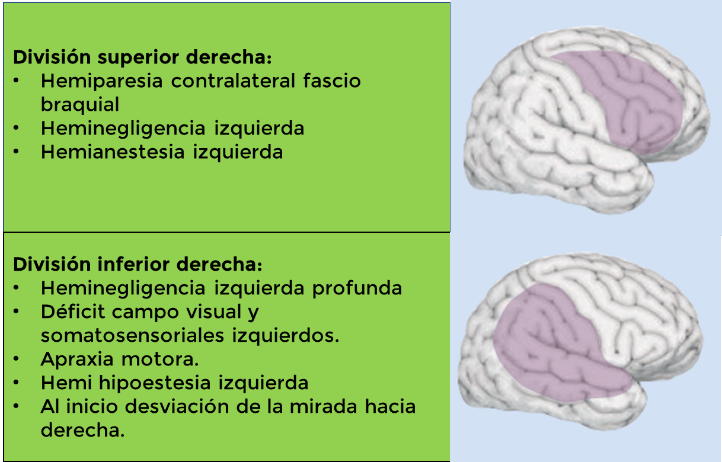 División superior derecha:
• Hemiparesia contralateral fascio
braquial
• Heminegligencia izquierda
• Hemianestesia izquierda
División inferior derecha:
• Heminegligencia izquierda profunda
• Déficit campo visual y
somatosensoriales izquierdos.
• Apraxia motora.
• Hemi hipoestesia izquierda
• Al inicio desviación de la mirada hacia
derecha.